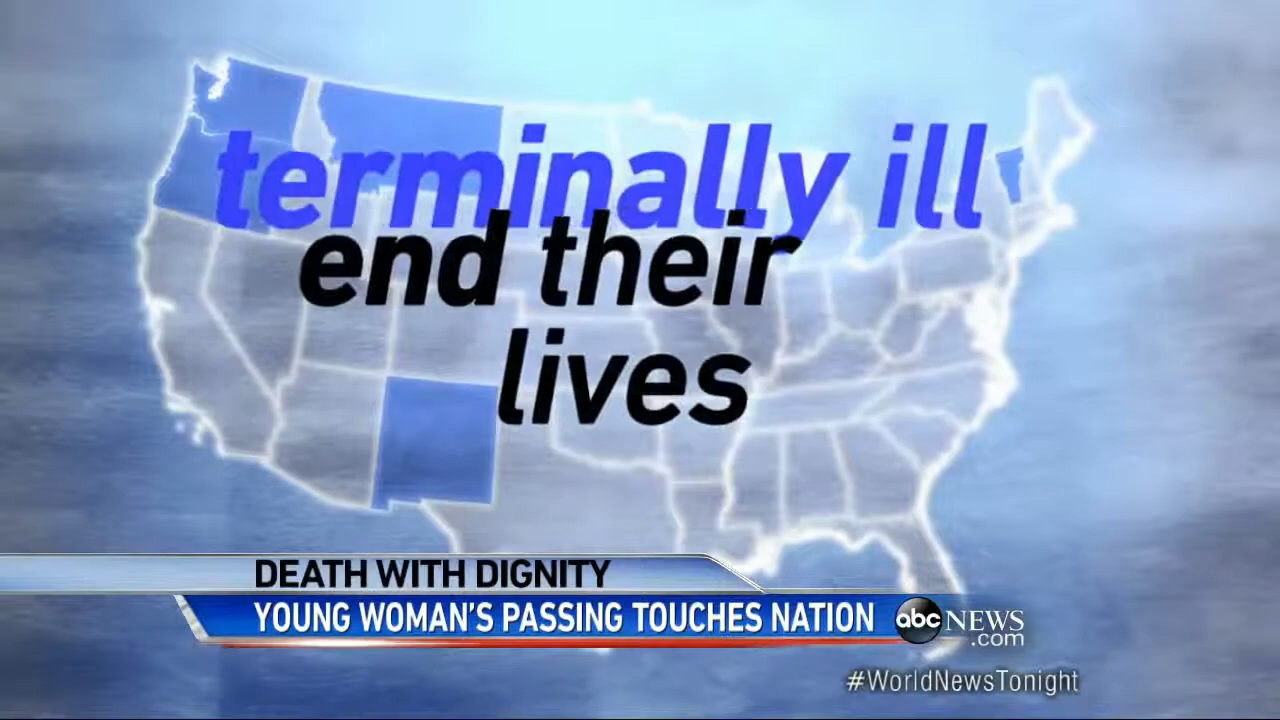 terminally ill
end their
lives
DEATH WITH DIGNITY
YOUNG WOMAN'S PASSING TOUCHES NATION
abc NEWS
.com
#WorldNewsTonight